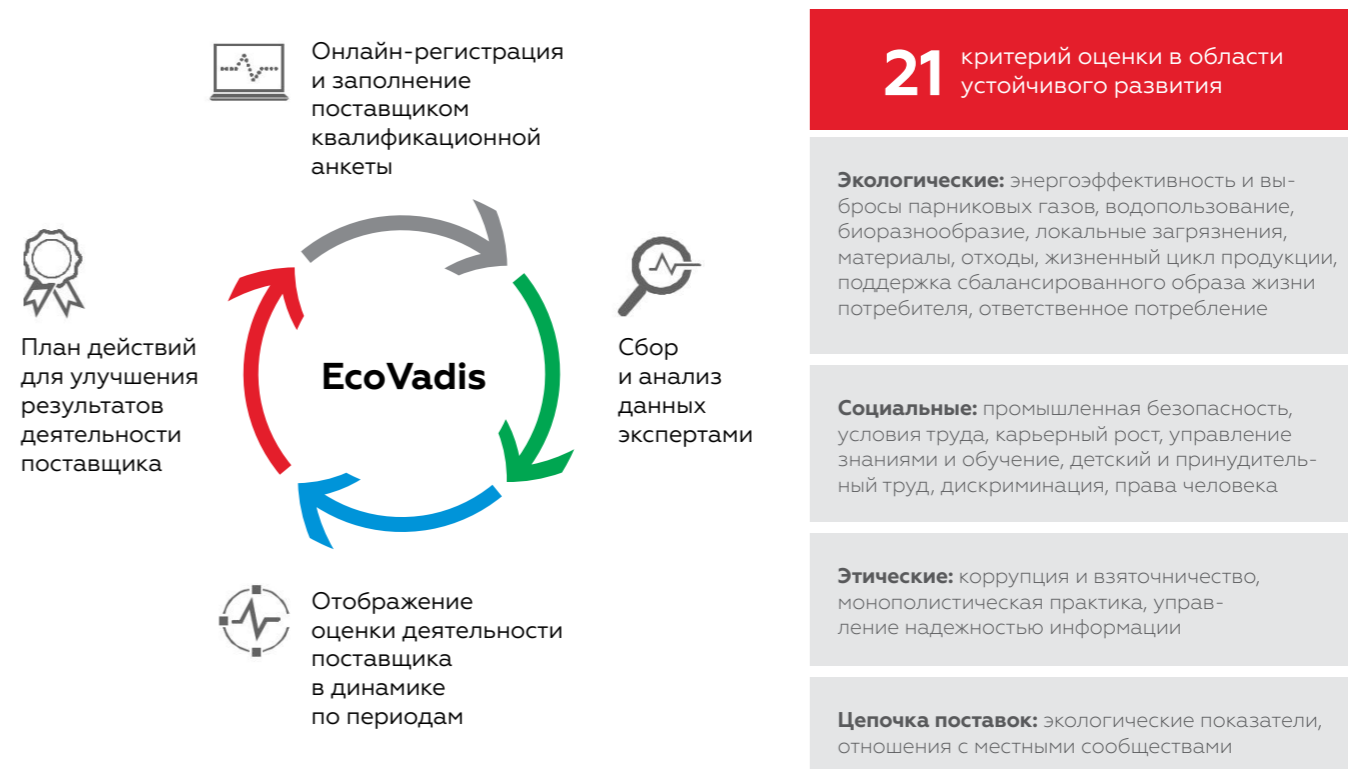 Онлайн-регистрация
и заполнение
поставщиком
квалификационной
анкеты
План действий
для улучшения
результатов
деятельности
поставщика
EcoVadis
Сбор
и анализ
данных
экспертами
Отображение
оценки деятельности
поставщика
в динамике
по периодам
21 критерий оценки в области
устойчивого развития
Экологические: энергоэффективность и вы-
бросы парниковых газов, водопользование,
биоразнообразие, локальные загрязнения,
материалы, отходы, жизненный цикл продукции,
поддержка сбалансированного образа жизни
потребителя, ответственное потребление
Социальные: промышленная безопасность,
условия труда, карьерный рост, управление
знаниями и обучение, детский и принудитель-
ный труд, дискриминация, права человека
Этические: коррупция и взяточничество,
монополистическая практика, управ-
ление надежностью информации
Цепочка поставок: экологические показатели,
отношения с местными сообществами